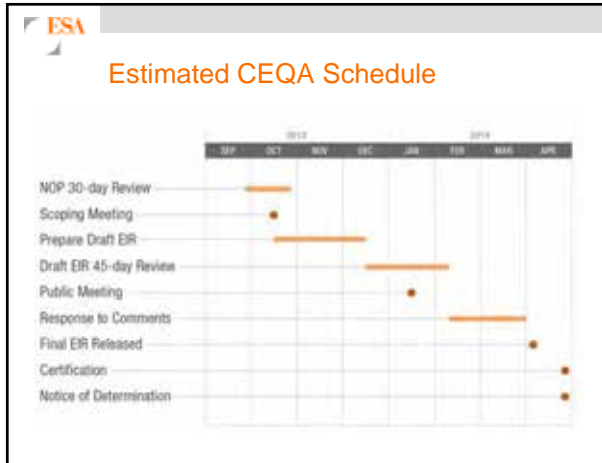 ESA
Estimated CEQA Schedule
2013 2014
SEP OCT NOV DEC JAN FEB MAR APR
NOP 30-day Review
Scoping Meeting
Prepare Draft EIR
Draft EIR 45-day Review
Public Meeting
Response to Comments
Final EIR Released
Certification
Notice of Determination